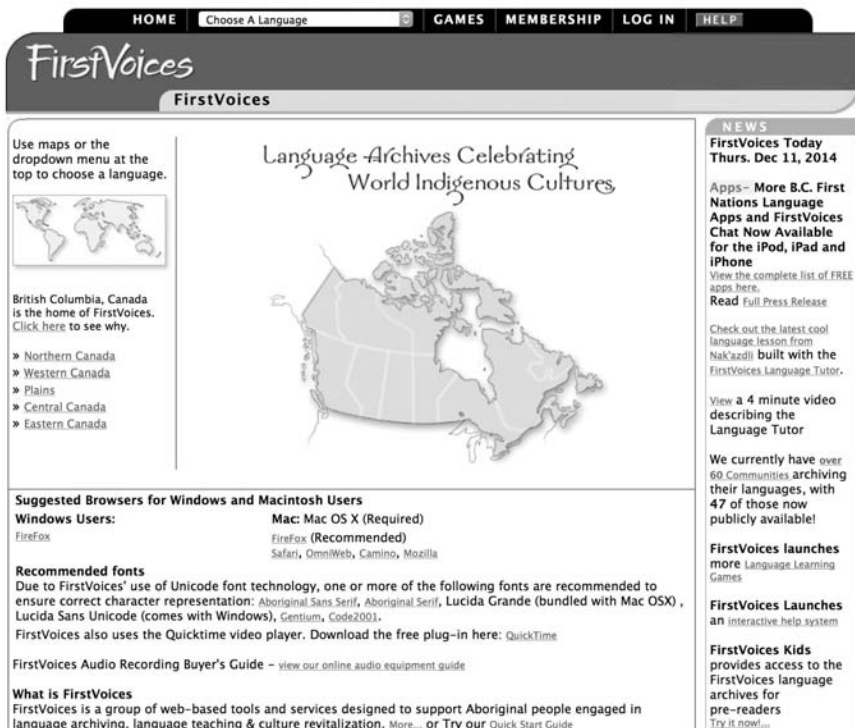 HOME Choose A Language GAMES MEMBERSHIP LOG IN HELP
FirstVoices
FirstVoices
Use maps or the
dropdown menu at the
top to choose a language.
British Columbia, Canada
is the home of FirstVoices.
Click here to see why.
» Northern Canada
» Western Canada
» Plains
» Central Canada
» Eastern Canada
Language Archives Celebrating
World Indigenous Cultures
Suggested Browsers for Windows and Macintosh Users
Windows Users:
FireFox
Mac: Mac OS X (Required)
FireFox (Recommended)
Safari, OmniWeb, Camino, Mozilla
Recommended fonts
Due to FirstVoices' use of Unicode font technology, one or more of the following fonts are recommended to
ensure correct character representation: Aboriginal Sans Serif, Aboriginal Serif, Lucida Grande (bundled with Mac OSX) ,
Lucida Sans Unicode (comes with Windows), Gentium, Code2001.
FirstVoices also uses the Quicktime video player. Download the free plug-in here: QuickTime
FirstVoices Audio Recording Buyer's Guide – view our online audio equipment guide
What is FirstVoices
FirstVoices is a group of web-based tools and services designed to support Aboriginal people engaged in
language archiving, language teaching & culture revitalization. More... or Try our Quick Start Guide
NEWS
FirstVoices Today
Thurs. Dec 11, 2014
Apps– More B.C. First
Nations Language
Apps and FirstVoices
Chat Now Available
for the iPod, iPad and
iPhone
View the complete list of FREE
apps here.
Read Full Press Release
Check out the latest cool
language lesson from
Nak'azdli built with the
FirstVoices Language Tutor.
View a 4 minute video
describing the
Language Tutor
We currently have over
60 Communities archiving
their languages, with
47 of those now
publicly available!
FirstVoices launches
more Language Learning
Games
FirstVoices Launches
an interactive help system
FirstVoices Kids
provides access to the
FirstVoices language
archives for
pre-readers
Try it now!...